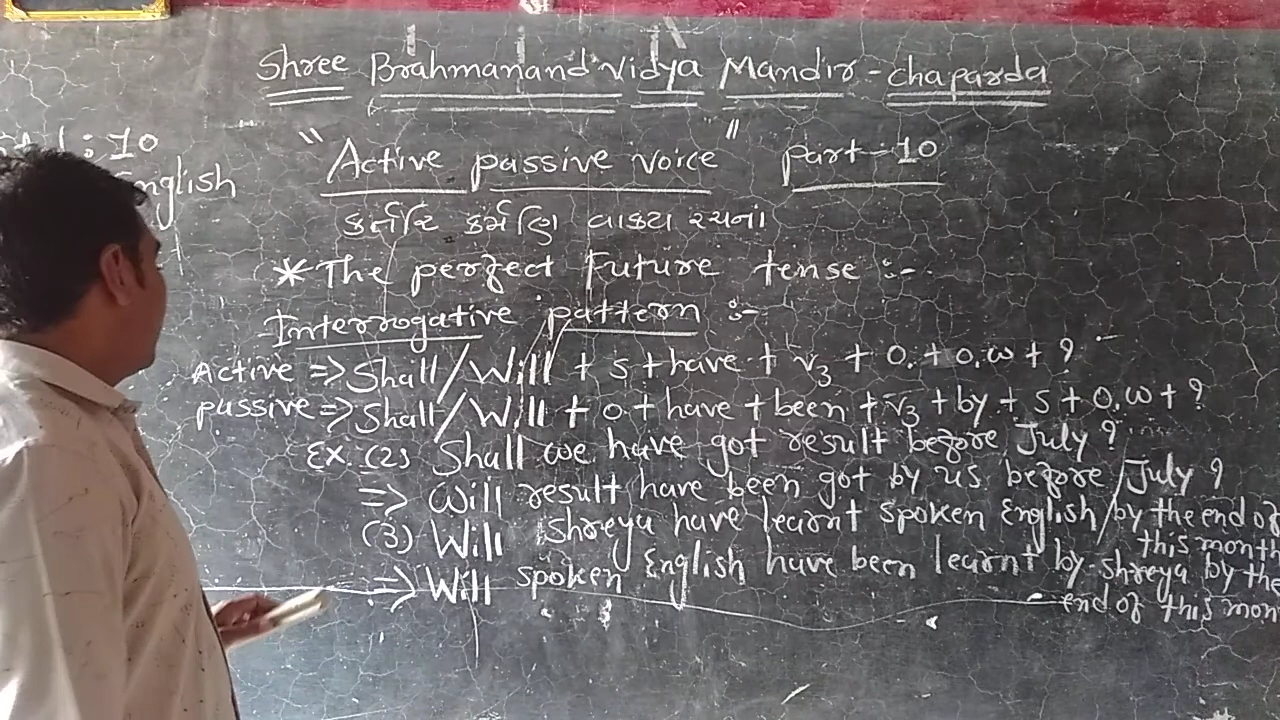 Shree Brahmanand Vidya Mandir - chaparda
: 10
English
"Active passive voice" part-10
કર્તરિ કર્મણિ વાક્ય રચના
* The perfect Future tense :-
Interrogative pattern :-
Active => Shall/Will + s + have + v₃ + o. + o.w + ?
passive => Shall/Will + o + have + been + v₃ + by + s + o.w + ?
Ex. (2) Shall we have got result before July ?
=> Will result have been got by us before July ?
(3) Will shreya have learnt spoken English/by the end of
this month
=> Will spoken English have been learnt by shreya by the
end of this mon